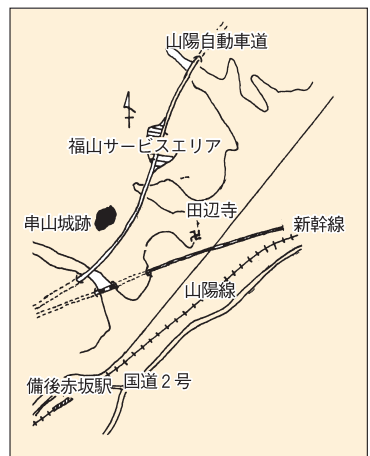 山陽自動車道
福山サービスエリア
田辺寺
串山城跡
新幹線
山陽線
備後赤坂駅
国道2号